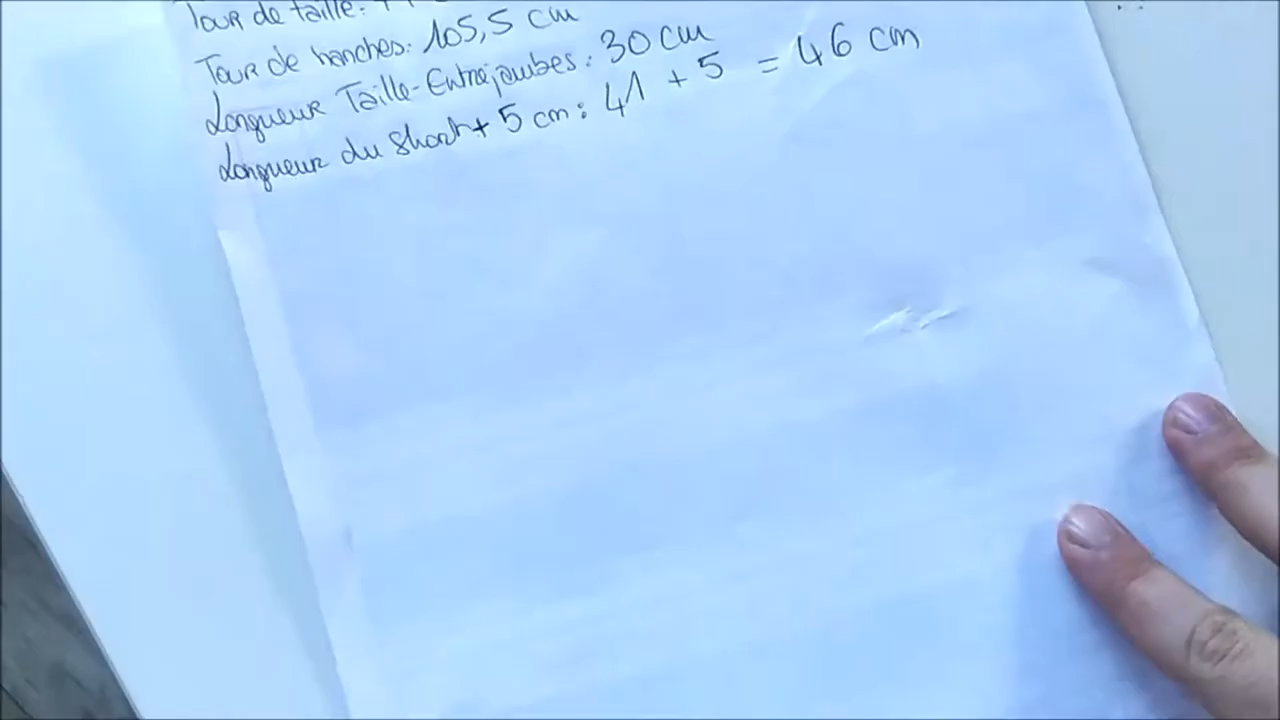 Tour de taille:
Tour de hanches: 105,5 cm
Longueur Taille-Entrejambes: 30 cm
Longueur du Short + 5 cm: 41 + 5 = 46 cm